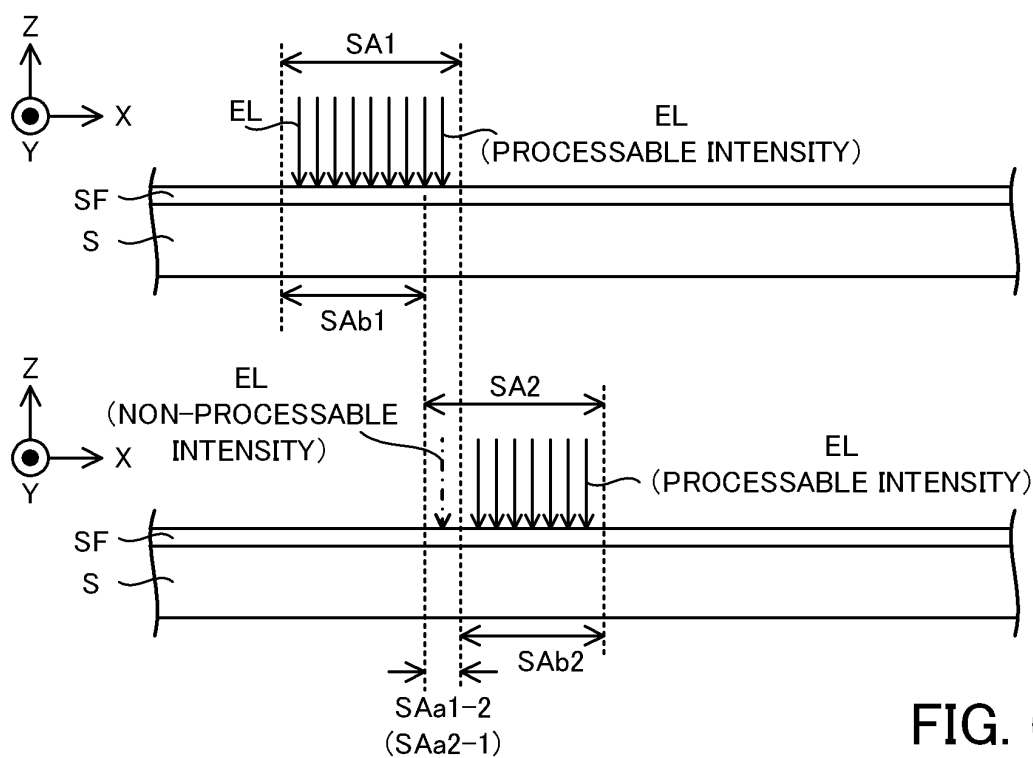 Z
SA1
X
EL
EL
(PROCESSABLE INTENSITY)
Y
SF
S
SAb1
Z
EL
(NON-PROCESSABLE
INTENSITY)
SA2
X
EL
(PROCESSABLE INTENSITY)
Y
SF
S
SAb2
SAa1-2
(SAa2-1)
FIG.